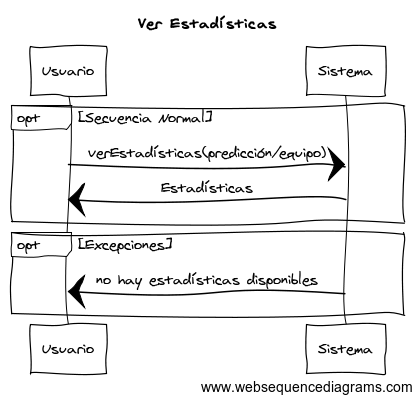 Ver Estadísticas
Usuario Sistema
opt [Secuencia Normal]
verEstadísticas(predicción/equipo)
Estadísticas
opt [Excepciones]
no hay estadísticas disponibles
Usuario Sistema
www.websequencediagrams.com